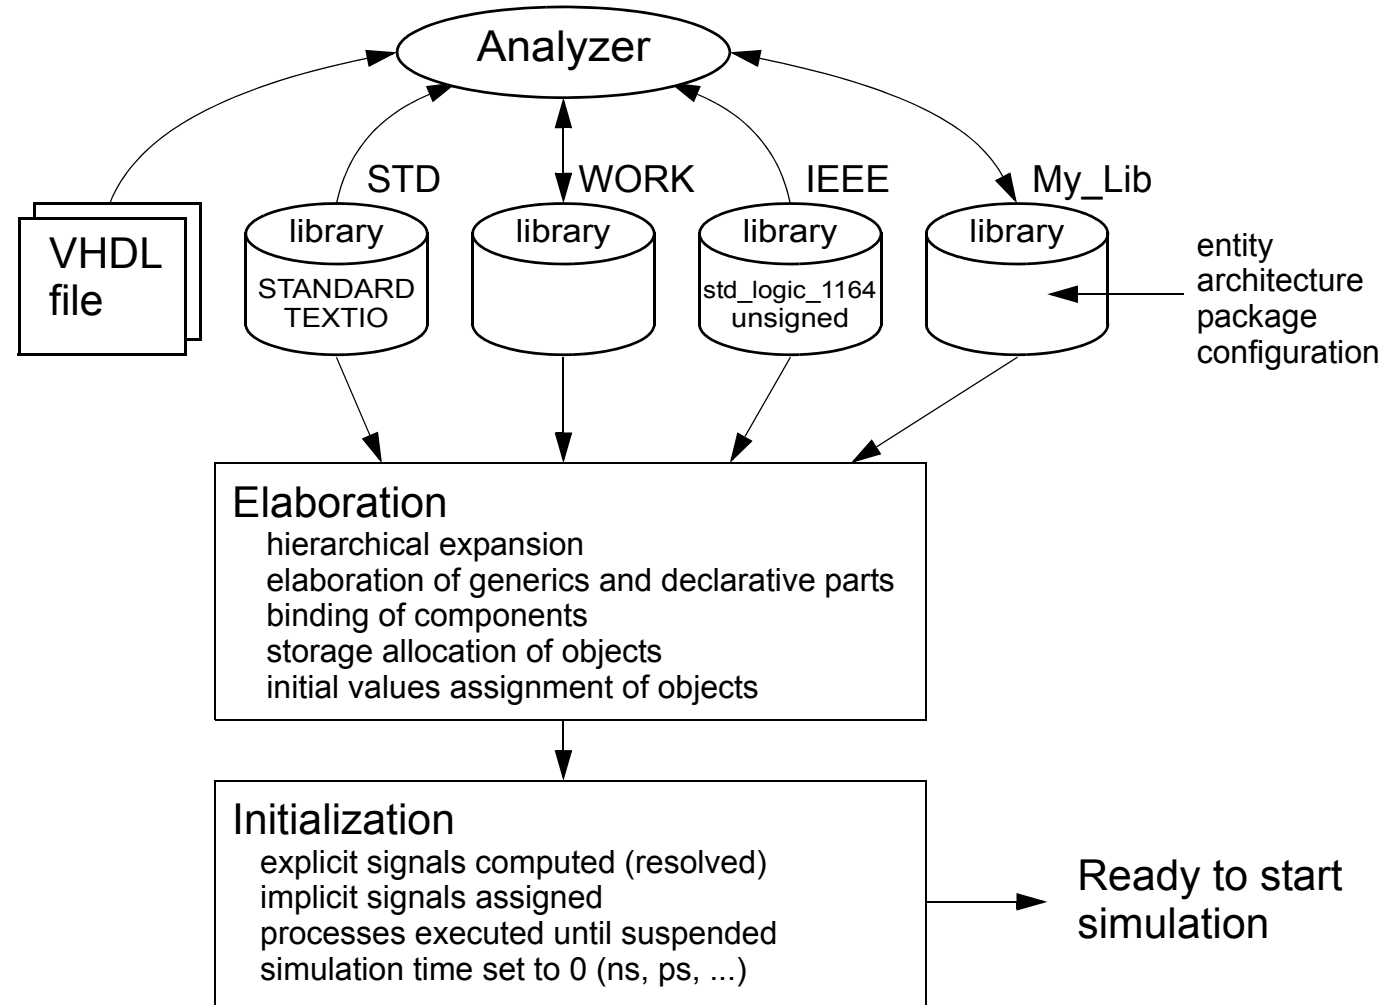 Analyzer
STD
WORK
IEEE
My_Lib
VHDL
file
library
STANDARD
TEXTIO
library
library
std_logic_1164
unsigned
library
entity
architecture
package
configuration
Elaboration
hierarchical expansion
elaboration of generics and declarative parts
binding of components
storage allocation of objects
initial values assignment of objects
Initialization
explicit signals computed (resolved)
implicit signals assigned
processes executed until suspended
simulation time set to 0 (ns, ps, ...)
Ready to start
simulation